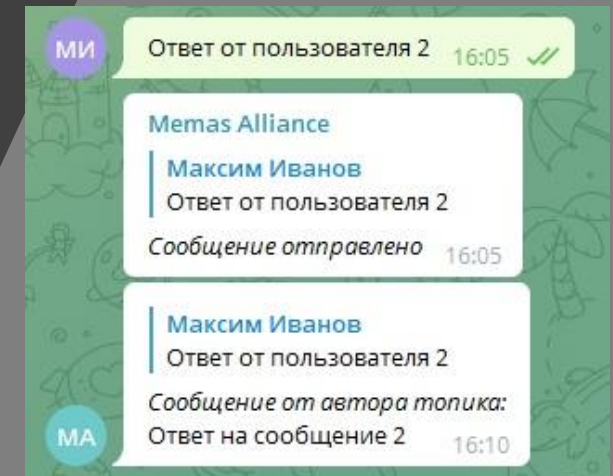 МИ
Ответ от пользователя 2 16:05
Memas Alliance
Максим Иванов
Ответ от пользователя 2
Сообщение отправлено 16:05
Максим Иванов
Ответ от пользователя 2
Сообщение от автора топика:
МА Ответ на сообщение 2 16:10